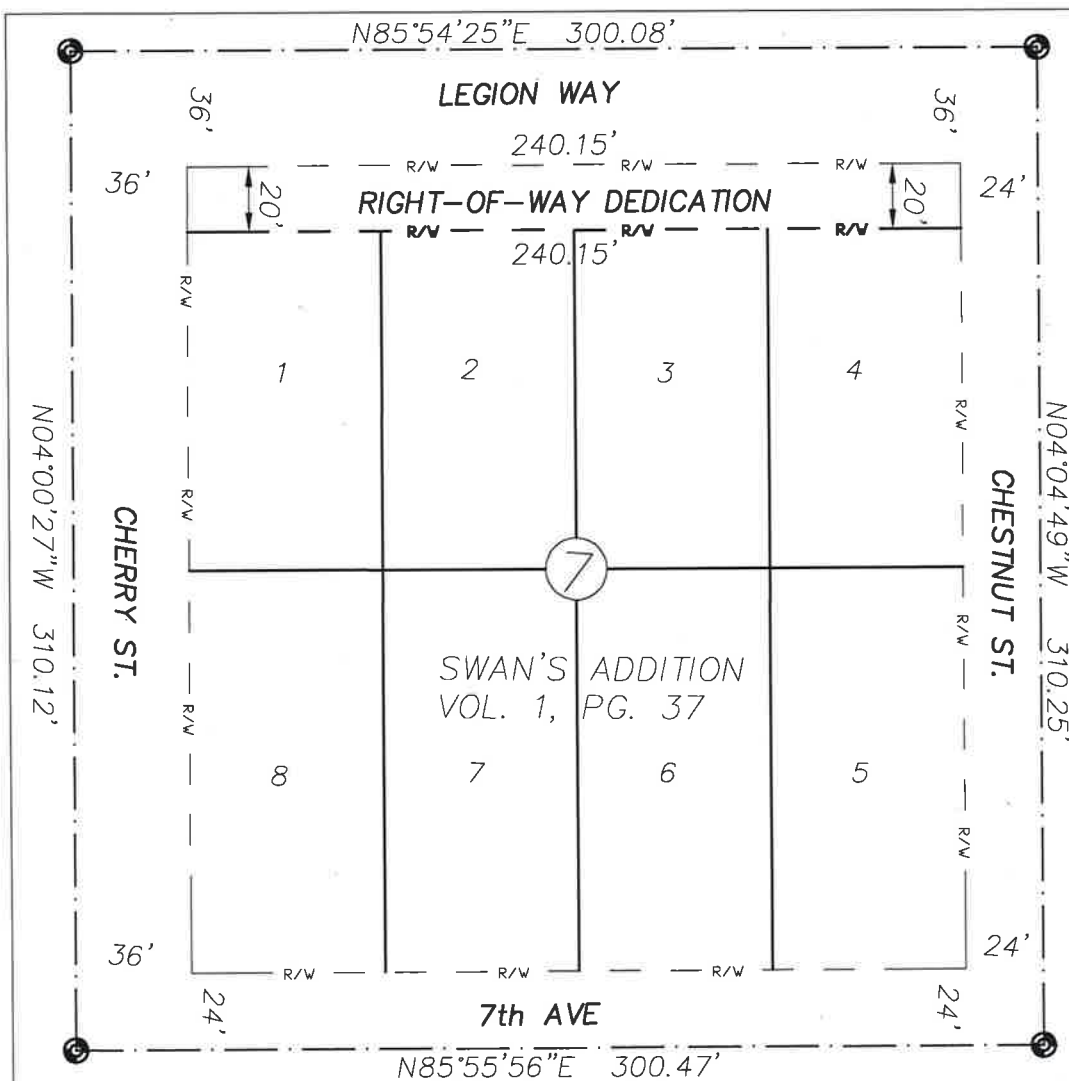 N85°54'25"E 300.08'
LEGION WAY
36'
36'
240.15'
R/W R/W R/W
36'
24'
20'
20'
RIGHT-OF-WAY DEDICATION
R/W R/W R/W
240.15'
R/W
R/W
1
2
3
4
R/W
R/W
N04°00'27"W 310.12'
CHERRY ST.
CHESTNUT ST.
N04°04'49"W 310.25'
7
SWAN'S ADDITION
VOL. 1, PG. 37
R/W
R/W
R/W
R/W
8
7
6
5
36'
24'
R/W R/W R/W
24'
24'
7th AVE
N85°55'56"E 300.47'